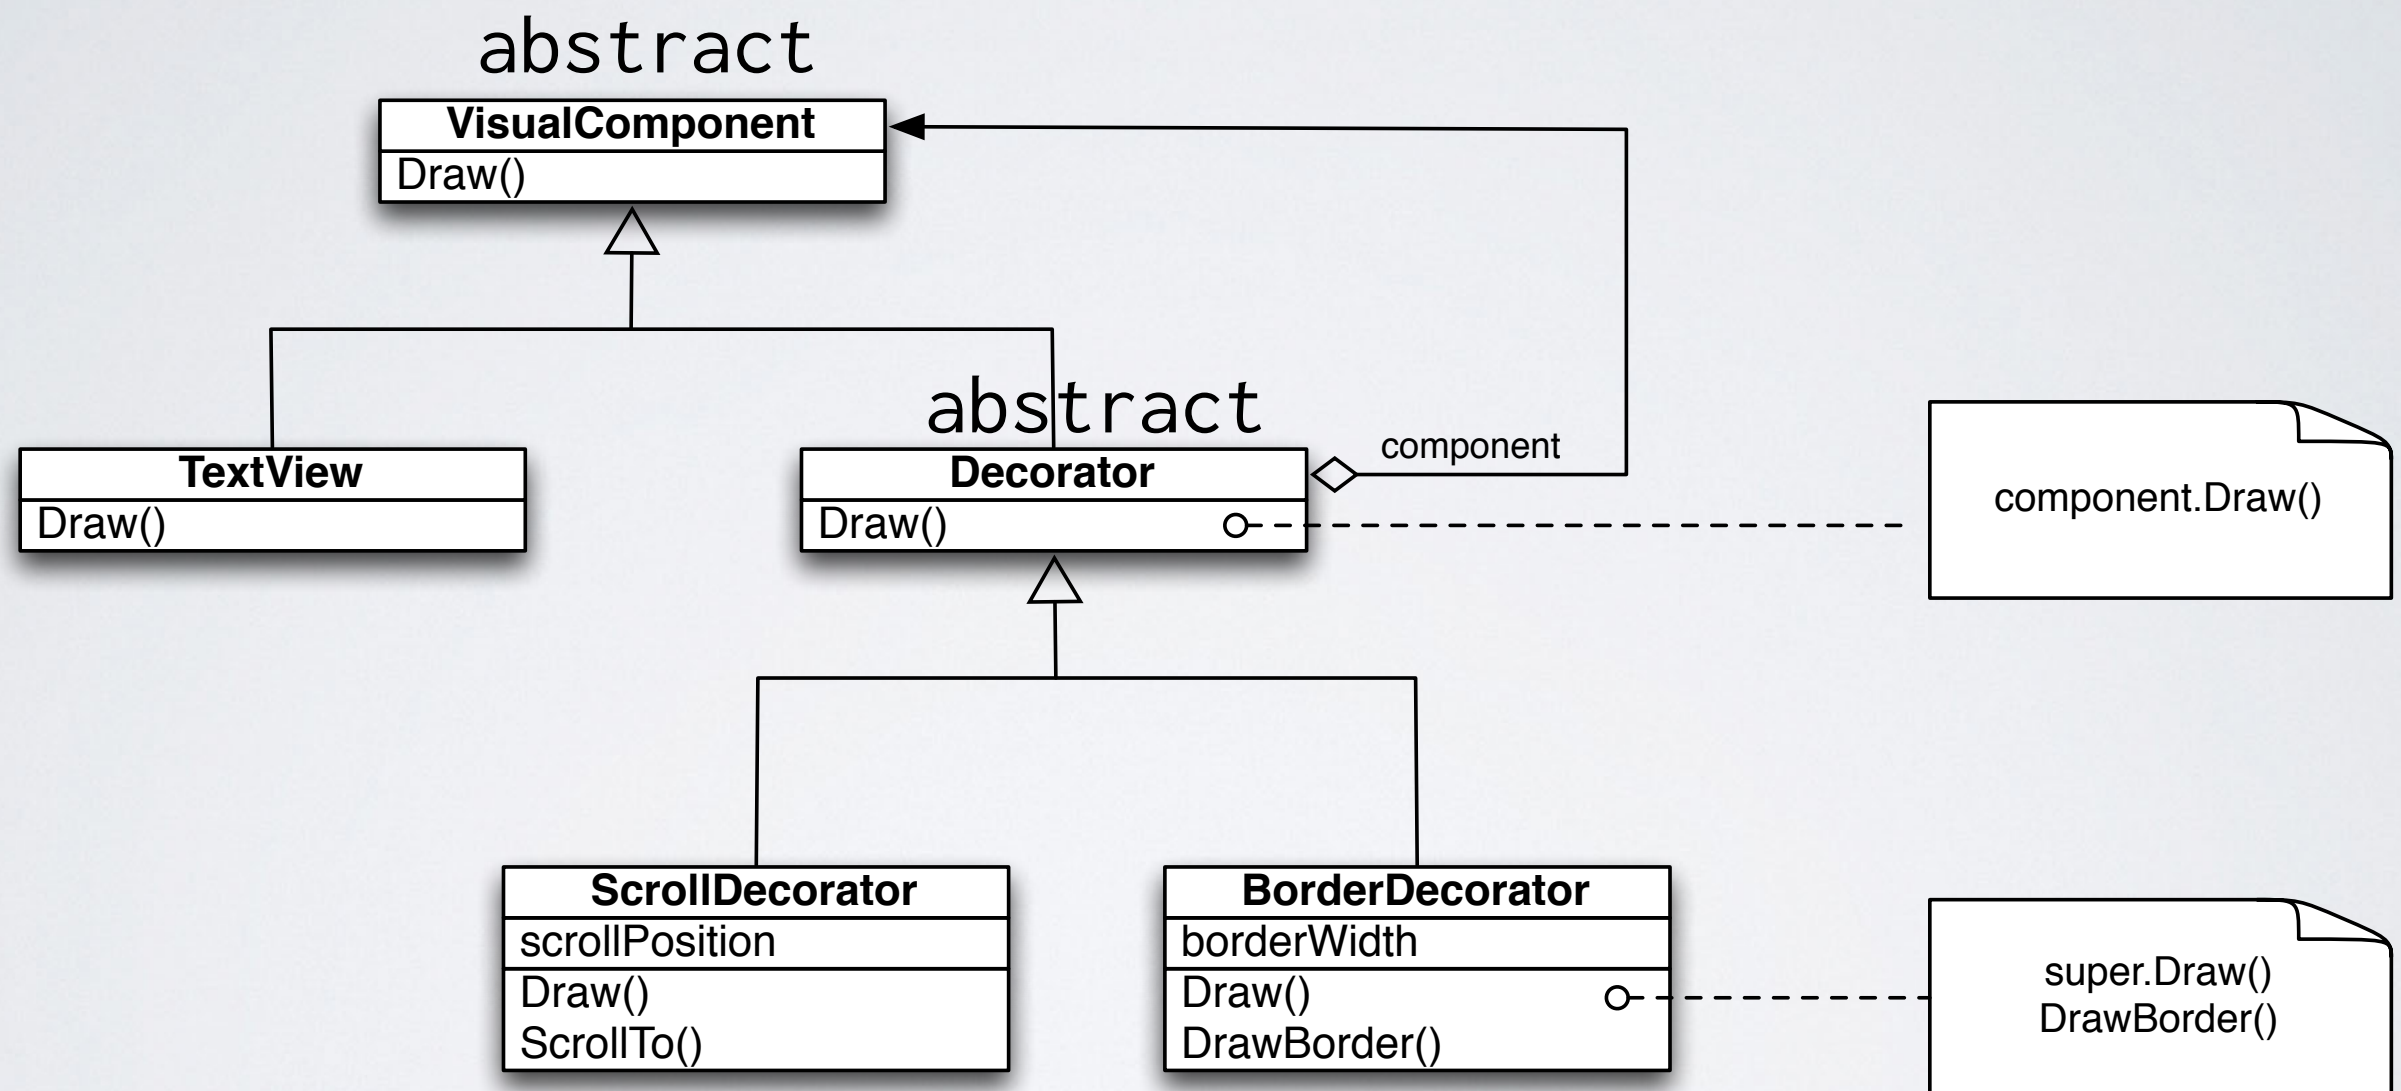 abstract
VisualComponent
Draw()
abstract
TextView
Draw()
Decorator
Draw()
component
component.Draw()
ScrollDecorator
scrollPosition
Draw()
ScrollTo()
BorderDecorator
borderWidth
Draw()
DrawBorder()
super.Draw()
DrawBorder()